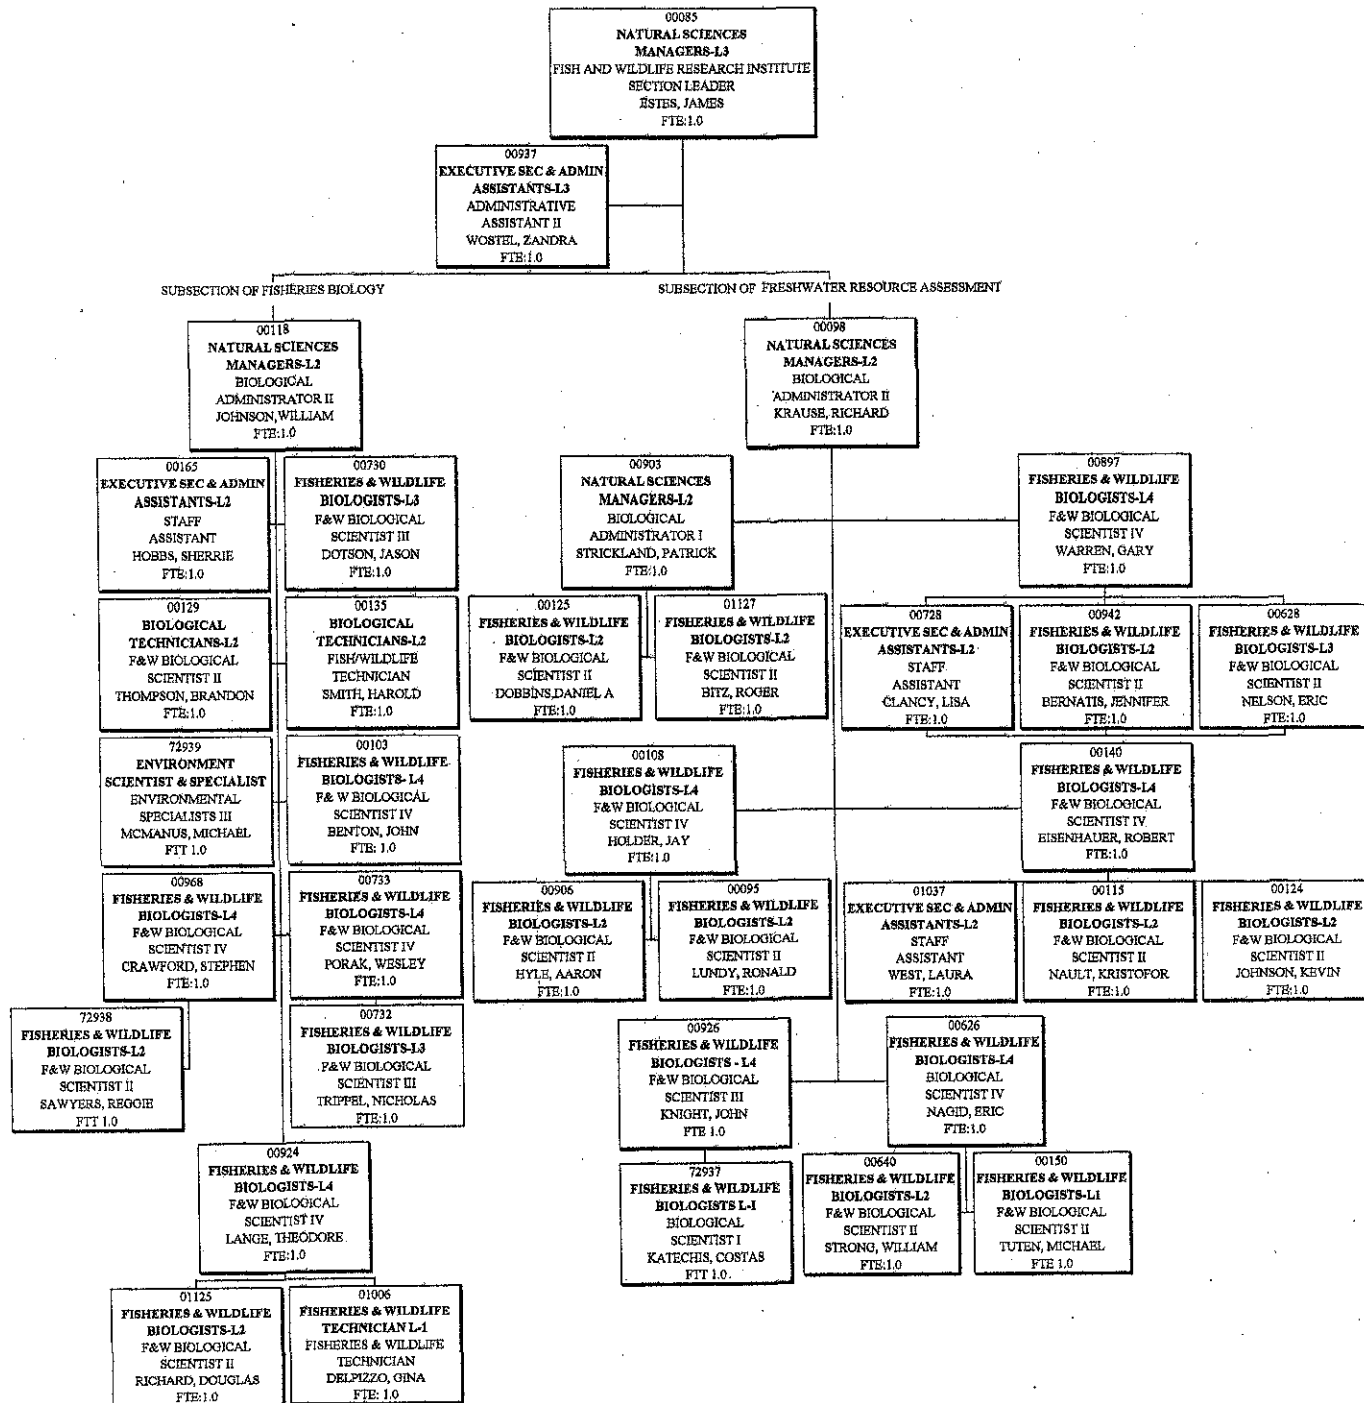 00085
NATURAL SCIENCES
MANAGERS-L3
FISH AND WILDLIFE RESEARCH INSTITUTE
SECTION LEADER
ESTES, JAMES
FTE:1.0
00937
EXECUTIVE SEC & ADMIN
ASSISTANTS-L3
ADMINISTRATIVE
ASSISTANT II
WOSTEL, ZANDRA
FTE:1.0
SUBSECTION OF FISHERIES BIOLOGY
SUBSECTION OF FRESHWATER RESOURCE ASSESSMENT
00118
NATURAL SCIENCES
MANAGERS-L2
BIOLOGICAL
ADMINISTRATOR II
JOHNSON, WILLIAM
FTE:1.0
00098
NATURAL SCIENCES
MANAGERS-L2
BIOLOGICAL
ADMINISTRATOR II
KRAUSE, RICHARD
FTE:1.0
00165
EXECUTIVE SEC & ADMIN
ASSISTANTS-L2
STAFF
ASSISTANT
HOBBS, SHERRIE
FTE:1.0
00730
FISHERIES & WILDLIFE
BIOLOGISTS-L3
F&W BIOLOGICAL
SCIENTIST III
DOTSON, JASON
FTE:1.0
00903
NATURAL SCIENCES
MANAGERS-L2
BIOLOGICAL
ADMINISTRATOR I
STRICKLAND, PATRICK
FTE:1.0
00897
FISHERIES & WILDLIFE
BIOLOGISTS-L4
F&W BIOLOGICAL
SCIENTIST IV
WARREN, GARY
FTE:1.0
00129
BIOLOGICAL
TECHNICIANS-L2
F&W BIOLOGICAL
SCIENTIST II
THOMPSON, BRANDON
FTE:1.0
00135
BIOLOGICAL
TECHNICIANS-L2
FISH/WILDLIFE
TECHNICIAN
SMITH, HAROLD
FTE:1.0
00125
FISHERIES & WILDLIFE
BIOLOGISTS-L2
F&W BIOLOGICAL
SCIENTIST II
DOBBINS,DANIEL A
FTE:1.0
01127
FISHERIES & WILDLIFE
BIOLOGISTS-L2
F&W BIOLOGICAL
SCIENTIST II
BITZ, ROGER
FTE:1.0
00728
EXECUTIVE SEC & ADMIN
ASSISTANTS-L2
STAFF
ASSISTANT
CLANCY, LISA
FTE:1.0
00942
FISHERIES & WILDLIFE
BIOLOGISTS-L2
F&W BIOLOGICAL
SCIENTIST II
BERNATIS, JENNIFER
FTE:1.0
00628
FISHERIES & WILDLIFE
BIOLOGISTS-L3
F&W BIOLOGICAL
SCIENTIST II
NELSON, ERIC
FTE:1.0
72939
ENVIRONMENT
SCIENTIST & SPECIALIST
ENVIRONMENTAL
SPECIALISTS III
MCMANUS, MICHAEL
FTT 1.0
00103
FISHERIES & WILDLIFE
BIOLOGISTS- L4
F& W BIOLOGICAL
SCIENTIST IV
BENTON, JOHN
FTE: 1.0
00108
FISHERIES & WILDLIFE
BIOLOGISTS-L4
F&W BIOLOGICAL
SCIENTIST IV
HOLDER, JAY
FTE:1.0
00140
FISHERIES & WILDLIFE
BIOLOGISTS-L4
F&W BIOLOGICAL
SCIENTIST IV
EISENHAUER, ROBERT
FTE:1.0
00968
FISHERIES & WILDLIFE
BIOLOGISTS-L4
F&W BIOLOGICAL
SCIENTIST IV
CRAWFORD, STEPHEN
FTE:1.0
00733
FISHERIES & WILDLIFE
BIOLOGISTS-L4
F&W BIOLOGICAL
SCIENTIST IV
PORAK, WESLEY
FTE:1.0
00906
FISHERIES & WILDLIFE
BIOLOGISTS-L2
F&W BIOLOGICAL
SCIENTIST II
HYLE, AARON
FTE:1.0
00095
FISHERIES & WILDLIFE
BIOLOGISTS-L2
F&W BIOLOGICAL
SCIENTIST II
LUNDY, RONALD
FTE:1.0
01037
EXECUTIVE SEC & ADMIN
ASSISTANTS-L2
STAFF
ASSISTANT
WEST, LAURA
FTE:1.0
00115
FISHERIES & WILDLIFE
BIOLOGISTS-L2
F&W BIOLOGICAL
SCIENTIST II
NAULT, KRISTOFOR
FTE:1.0
00124
FISHERIES & WILDLIFE
BIOLOGISTS-L2
F&W BIOLOGICAL
SCIENTIST II
JOHNSON, KEVIN
FTE:1.0
72938
FISHERIES & WILDLIFE
BIOLOGISTS-L2
F&W BIOLOGICAL
SCIENTIST II
SAWYERS, REGGIE
FTT 1.0
00732
FISHERIES & WILDLIFE
BIOLOGISTS-L3
F&W BIOLOGICAL
SCIENTIST III
TRIPPEL, NICHOLAS
FTE:1.0
00926
FISHERIES & WILDLIFE
BIOLOGISTS - L4
F&W BIOLOGICAL
SCIENTIST III
KNIGHT, JOHN
FTE 1.0
00626
FISHERIES & WILDLIFE
BIOLOGISTS-L4
BIOLOGICAL
SCIENTIST IV
NAGID, ERIC
FTE:1.0
00924
FISHERIES & WILDLIFE
BIOLOGISTS-L4
F&W BIOLOGICAL
SCIENTIST IV
LANGE, THEODORE
FTE:1.0
72937
FISHERIES & WILDLIFE
BIOLOGISTS L-1
BIOLOGICAL
SCIENTIST I
KATECHIS, COSTAS
FTT 1.0
00640
FISHERIES & WILDLIFE
BIOLOGISTS-L2
F&W BIOLOGICAL
SCIENTIST II
STRONG, WILLIAM
FTE:1.0
00150
FISHERIES & WILDLIFE
BIOLOGISTS-L1
F&W BIOLOGICAL
SCIENTIST II
TUTEN, MICHAEL
FTE 1.0
01125
FISHERIES & WILDLIFE
BIOLOGISTS-L2
F&W BIOLOGICAL
SCIENTIST II
RICHARD, DOUGLAS
FTE:1.0
01006
FISHERIES & WILDLIFE
TECHNICIAN L-1
FISHERIES & WILDLIFE
TECHNICIAN
DELPIZZO, GINA
FTE: 1.0